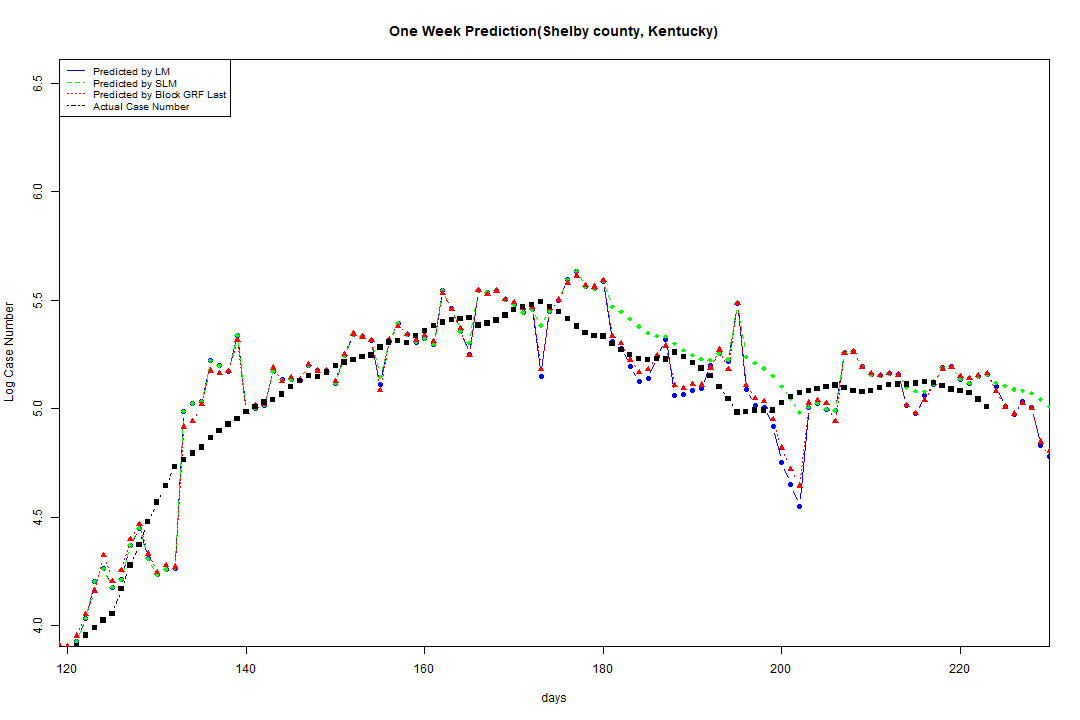 One Week Prediction(Shelby county, Kentucky)
Predicted by LM
Predicted by SLM
Predicted by Block GRF Last
Actual Case Number
6.5
6.0
5.5
5.0
4.5
4.0
Log Case Number
120 140 160 180 200 220
days